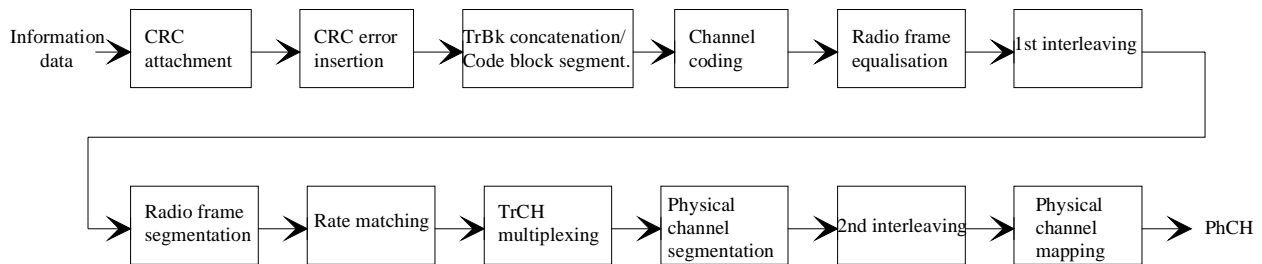 Information
data
CRC
attachment
CRC error
insertion
TrBk concatenation/
Code block segment.
Channel
coding
Radio frame
equalisation
1st interleaving
Radio frame
segmentation
Rate matching
TrCH
multiplexing
Physical
channel
segmentation
2nd interleaving
Physical
channel
mapping
PhCH